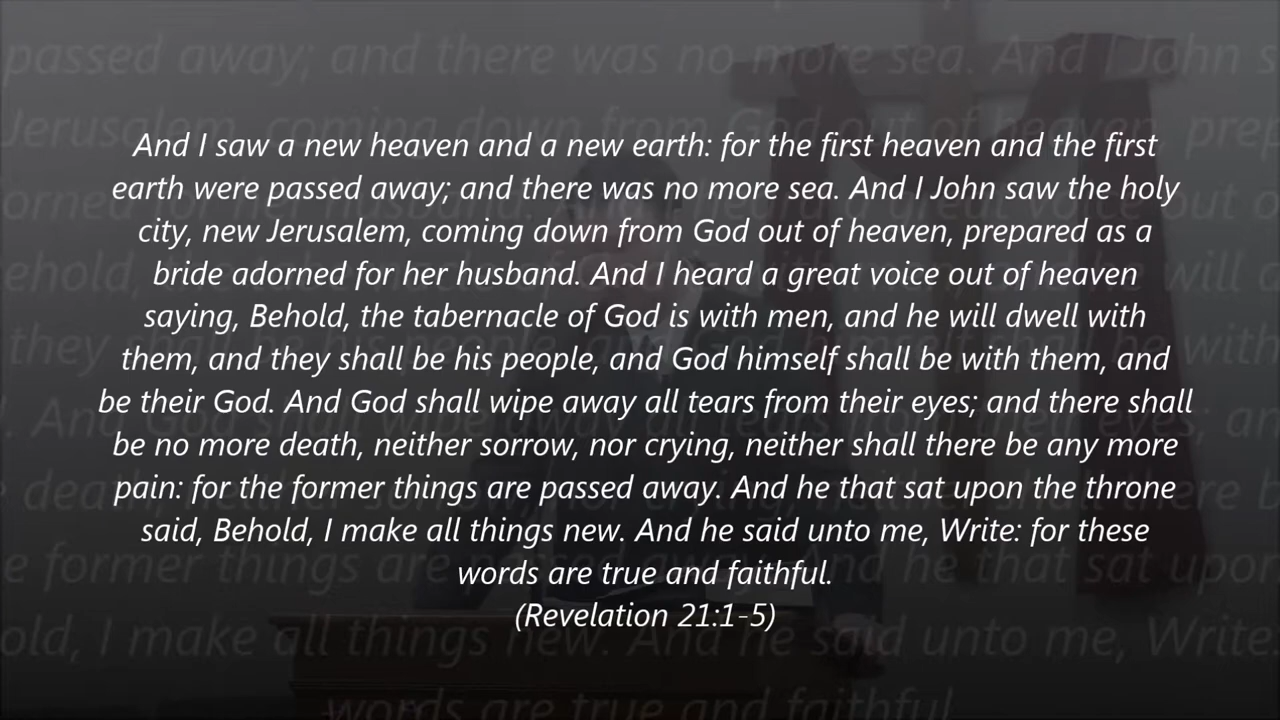 And I saw a new heaven and a new earth: for the first heaven and the first
earth were passed away; and there was no more sea. And I John saw the holy
city, new Jerusalem, coming down from God out of heaven, prepared as a
bride adorned for her husband. And I heard a great voice out of heaven
saying, Behold, the tabernacle of God is with men, and he will dwell with
them, and they shall be his people, and God himself shall be with them, and
be their God. And God shall wipe away all tears from their eyes; and there shall
be no more death, neither sorrow, nor crying, neither shall there be any more
pain: for the former things are passed away. And he that sat upon the throne
said, Behold, I make all things new. And he said unto me, Write: for these
words are true and faithful.
(Revelation 21:1-5)